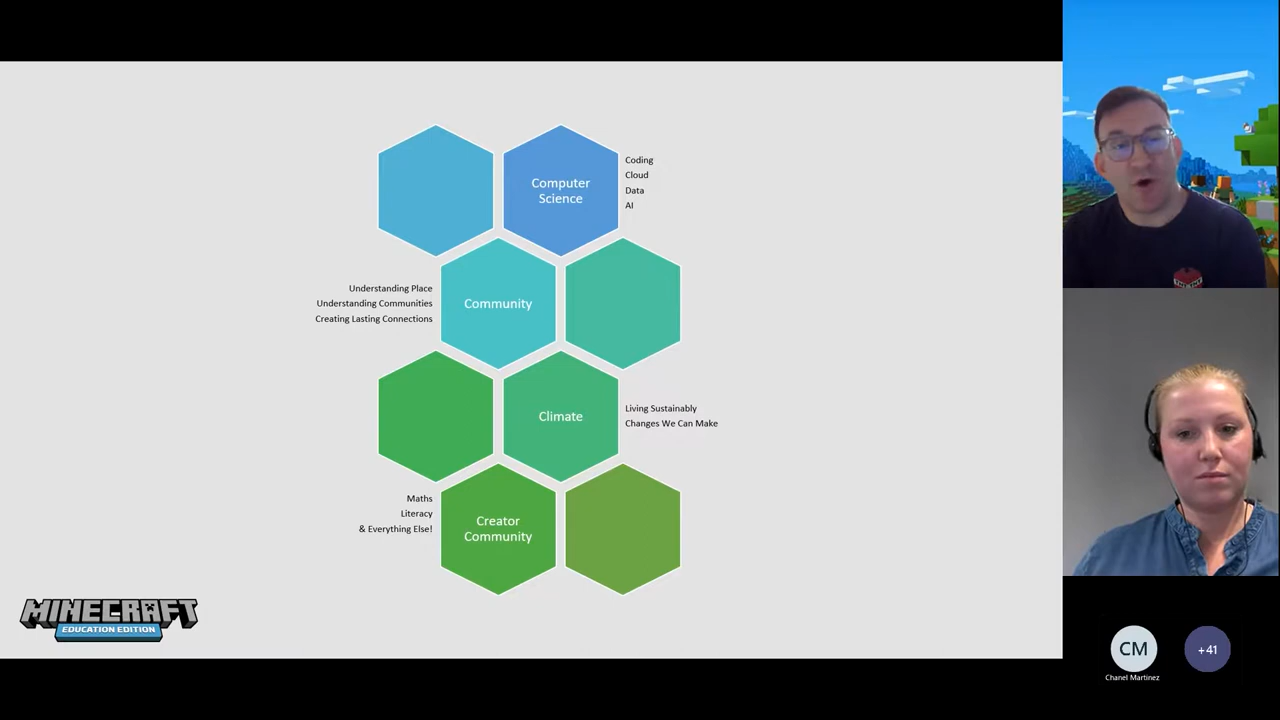 Computer
Science
Coding
Cloud
Data
AI
Understanding Place
Understanding Communities
Creating Lasting Connections
Community
Climate
Living Sustainably
Changes We Can Make
Maths
Literacy
& Everything Else!
Creator
Community
MINECRAFT
EDUCATION EDITION
CM
+41
Chanel Martinez